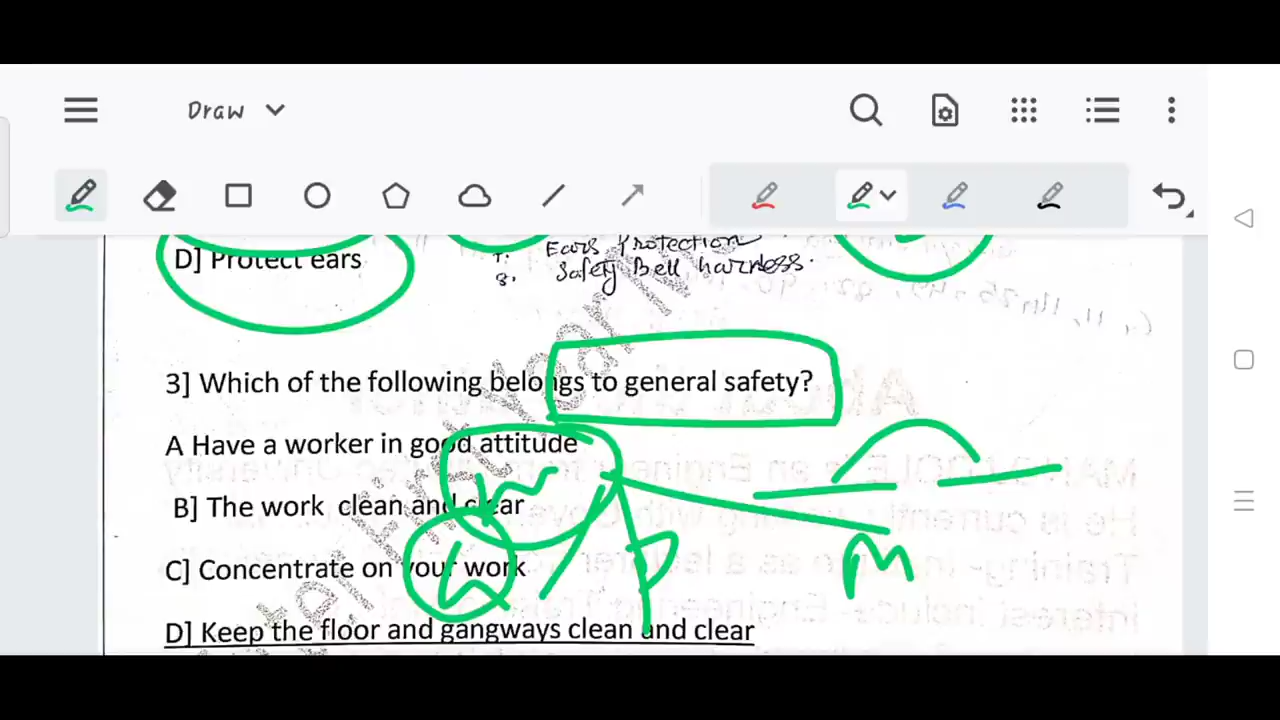 Draw
D] Protect ears
Ears Protection
8. Safety Bell harness.
3] Which of the following belongs to general safety?
A Have a worker in good attitude
B] The work clean and clear
C] Concentrate on your work
D] Keep the floor and gangways clean and clear
P
m